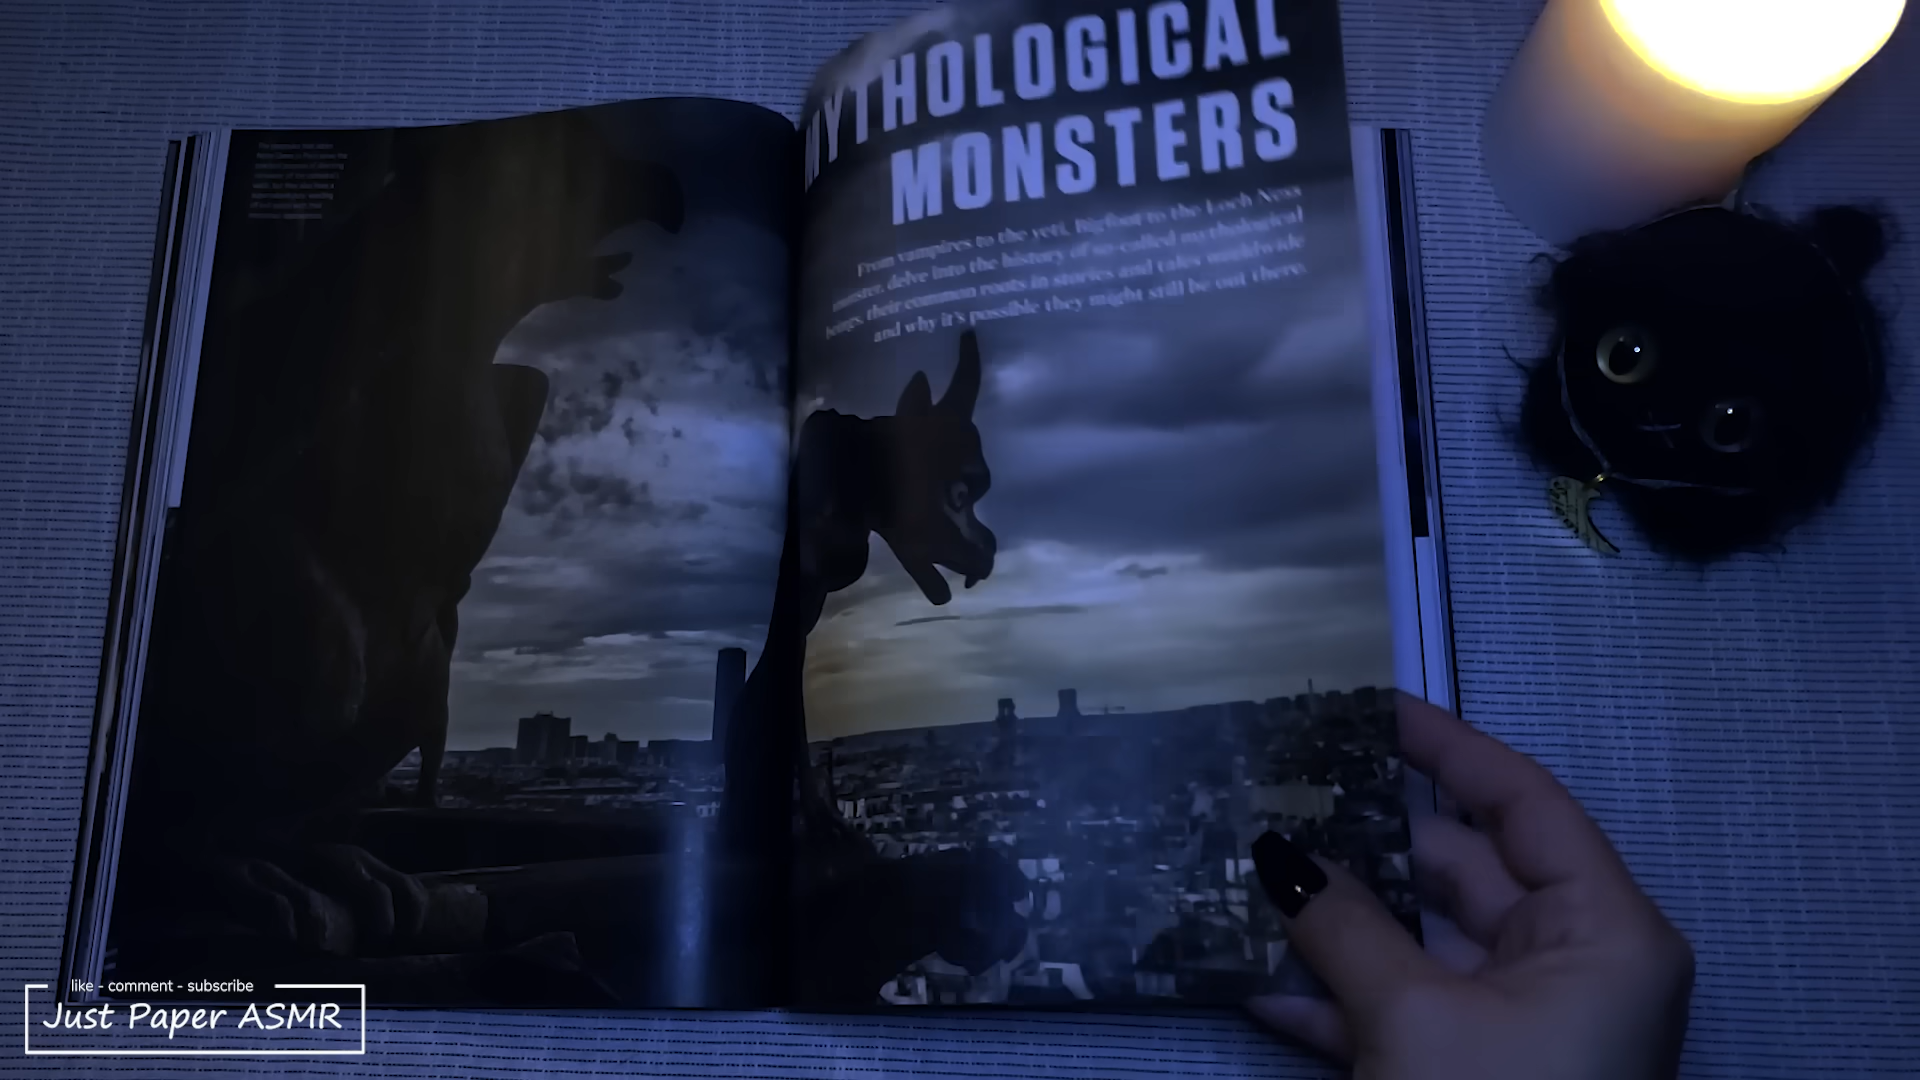 MYTHOLOGICAL
MONSTERS
From vampires to the yeti, Bigfoot to the Loch Ness
monster, delve into the history of so-called mythological
beings, their common roots in stories and tales worldwide
and why it's possible they might still be out there.
like - comment - subscribe
Just Paper ASMR